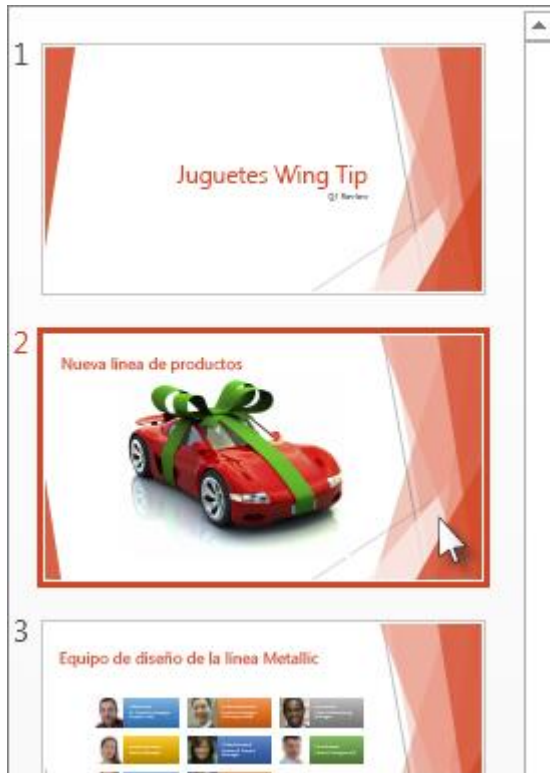 1
Juguetes Wing Tip
Q1 Review
2
Nueva línea de productos
3
Equipo de diseño de la línea Metallic